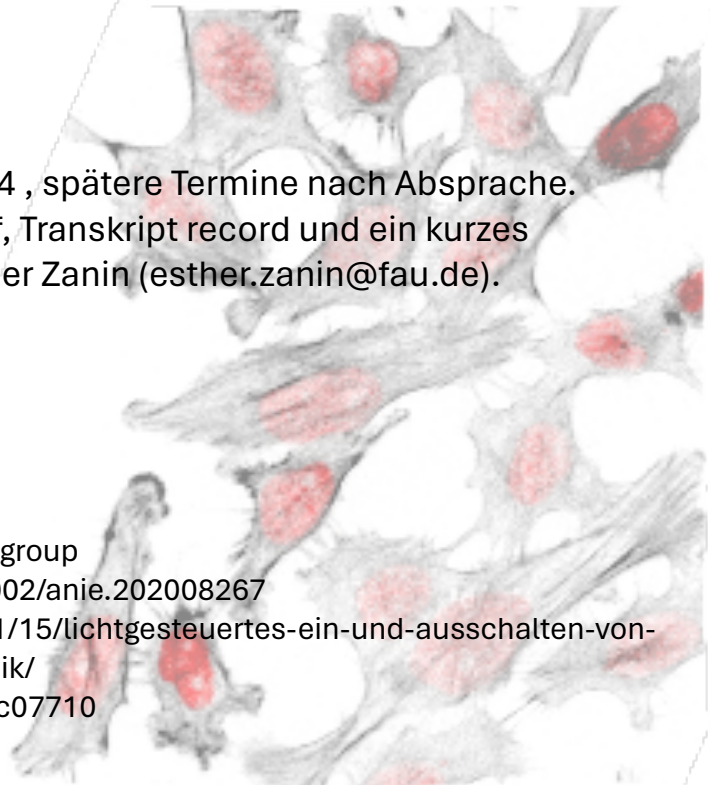 4 , spätere Termine nach Absprache.
f, Transkript record und ein kurzes
er Zanin (esther.zanin@fau.de).
group
002/anie.202008267
1/15/lichtgesteuertes-ein-und-ausschalten-von-
ik/
c07710